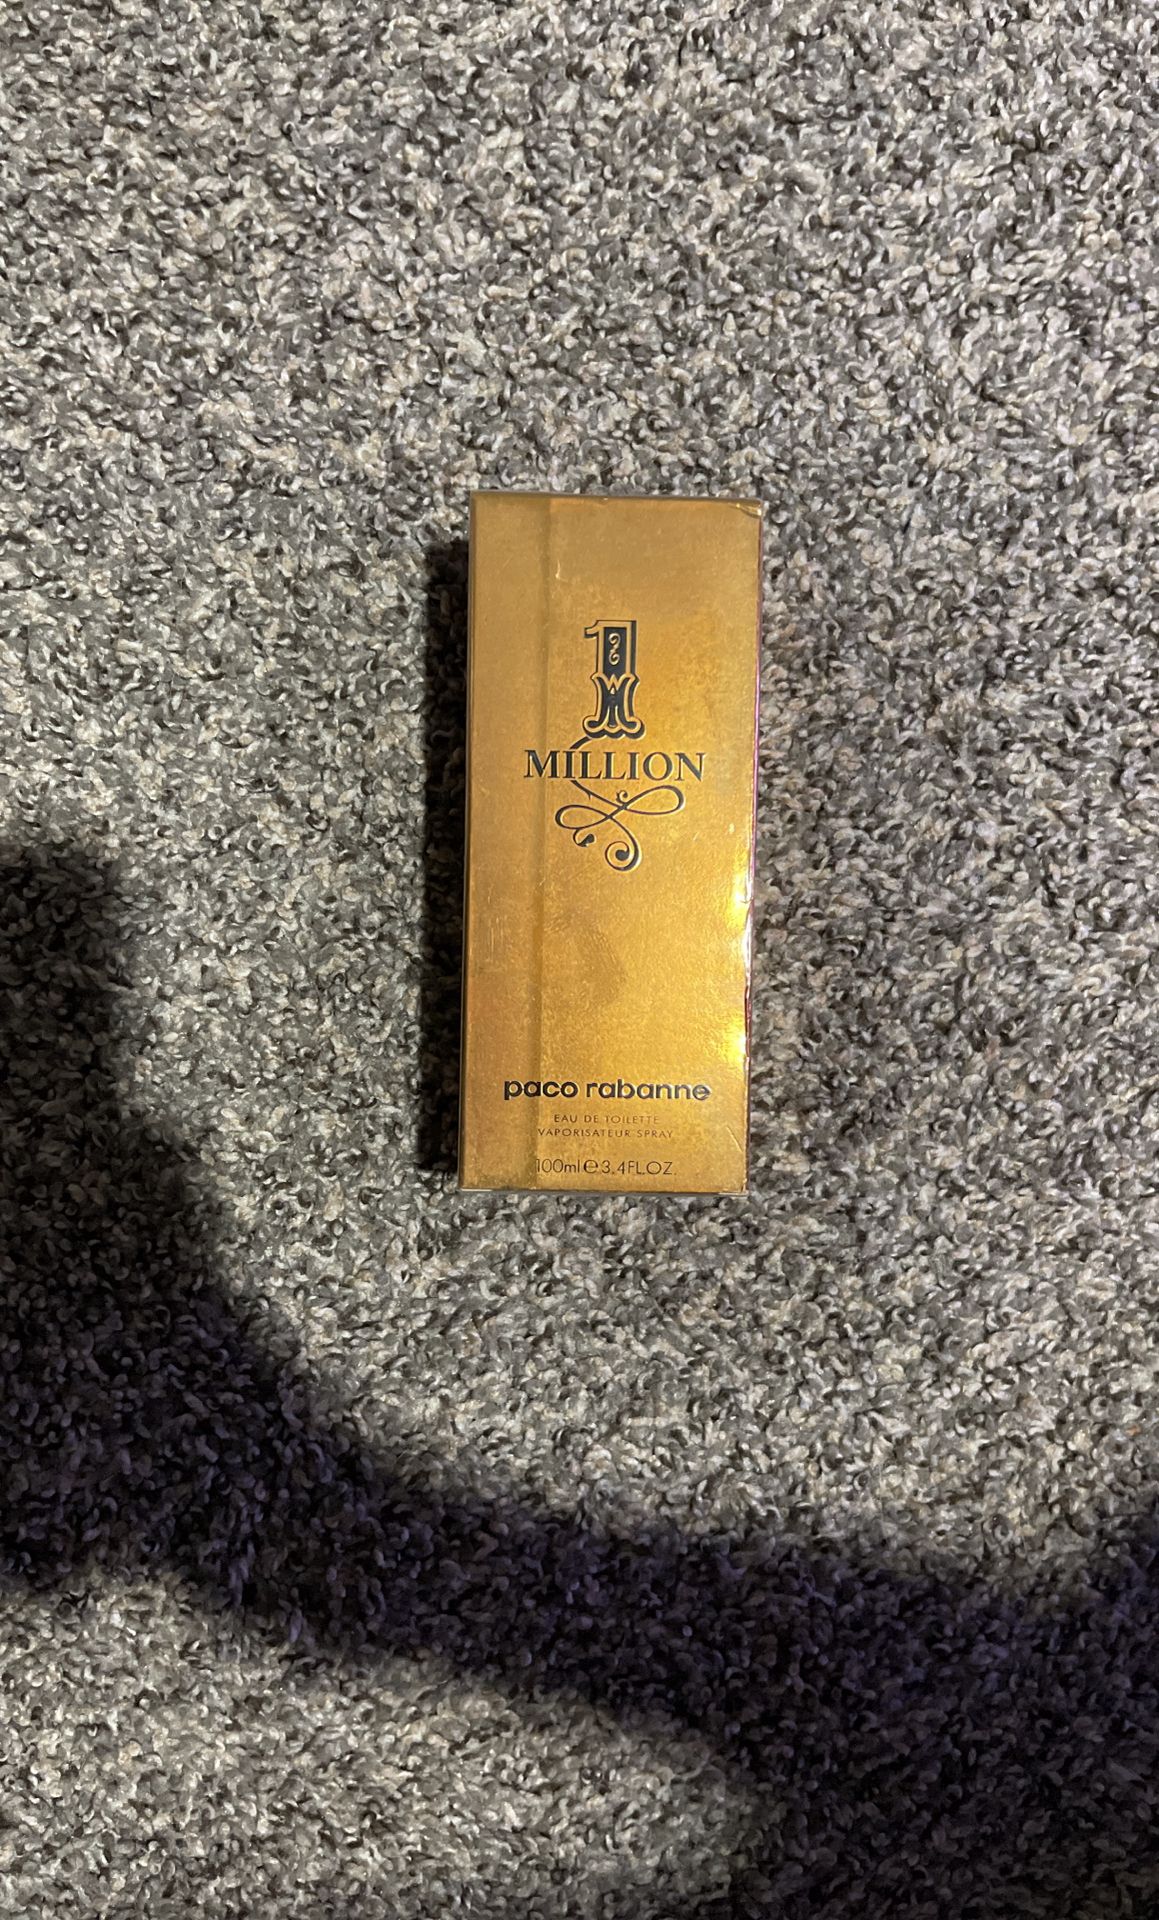 1
MILLION
paco rabanne
EAU DE TOILETTE
VAPORISATEUR SPRAY
100ml e 3.4FL.OZ.